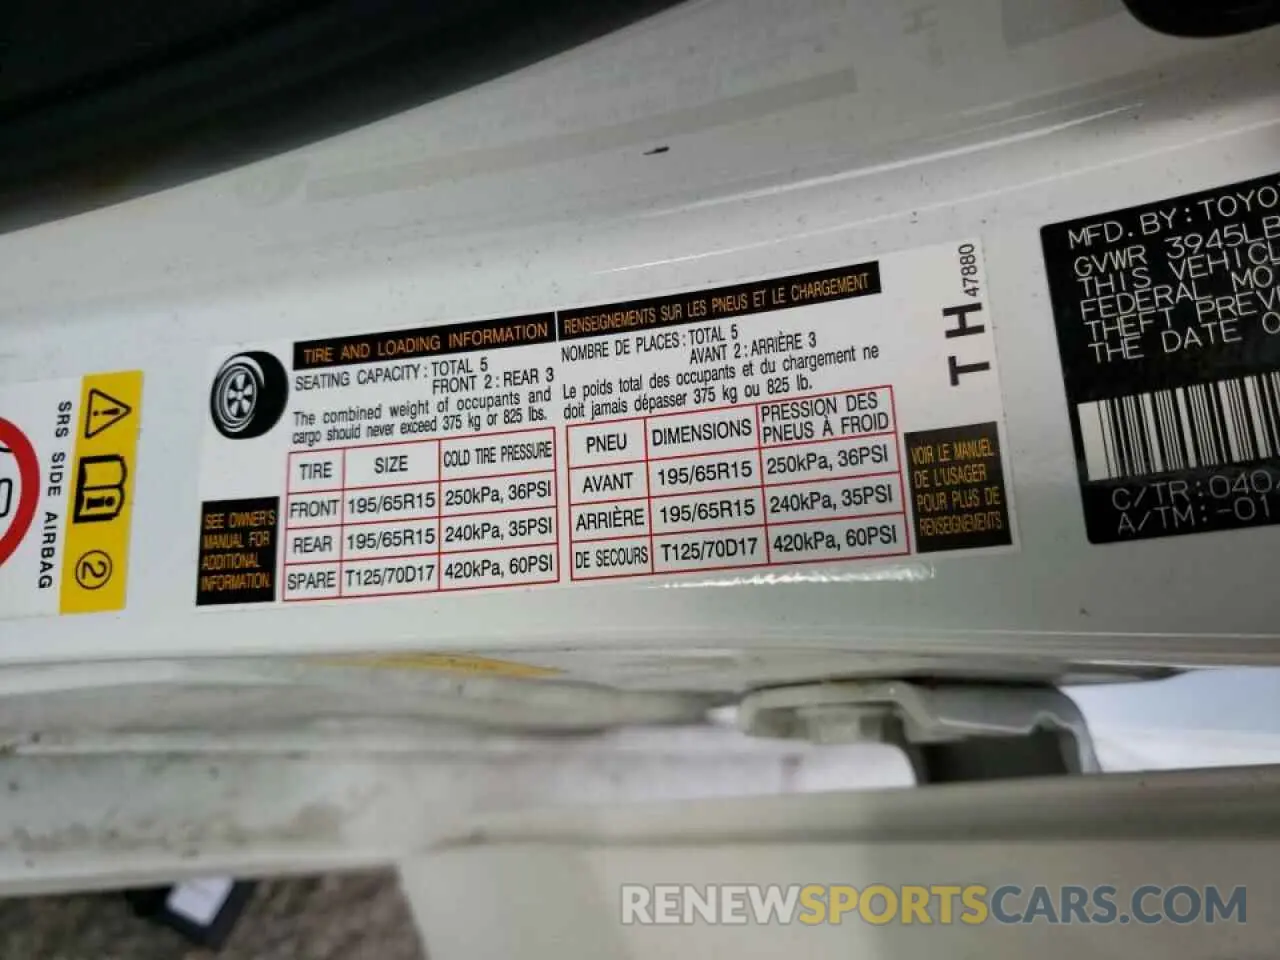 SRS SIDE AIRBAG
2
TIRE AND LOADING INFORMATION
SEATING CAPACITY : TOTAL 5
FRONT 2 : REAR 3
The combined weight of occupants and
cargo should never exceed 375 kg or 825 lbs.
TIRE SIZE COLD TIRE PRESSURE
FRONT 195/65R15 250kPa, 36PSI
REAR 195/65R15 240kPa, 35PSI
SPARE T125/70D17 420kPa, 60PSI
SEE OWNER'S
MANUAL FOR
ADDITIONAL
INFORMATION.
RENSEIGNEMENTS SUR LES PNEUS ET LE CHARGEMENT
NOMBRE DE PLACES : TOTAL 5
AVANT 2 : ARRIÈRE 3
Le poids total des occupants et du chargement ne
doit jamais dépasser 375 kg ou 825 lb.
PNEU DIMENSIONS PRESSION DES
PNEUS À FROID
AVANT 195/65R15 250kPa, 36PSI
ARRIÈRE 195/65R15 240kPa, 35PSI
DE SECOURS T125/70D17 420kPa, 60PSI
VOIR LE MANUEL
DE L'USAGER
POUR PLUS DE
RENSEIGNEMENTS
TH 47880
MFD. BY : TOYO
GVWR 3945LB
THIS VEHICL
FEDERAL MO
THEFT PREV
THE DATE O
C/TR : 040
A/TM : -01
RENEWSPORTSCARS.COM